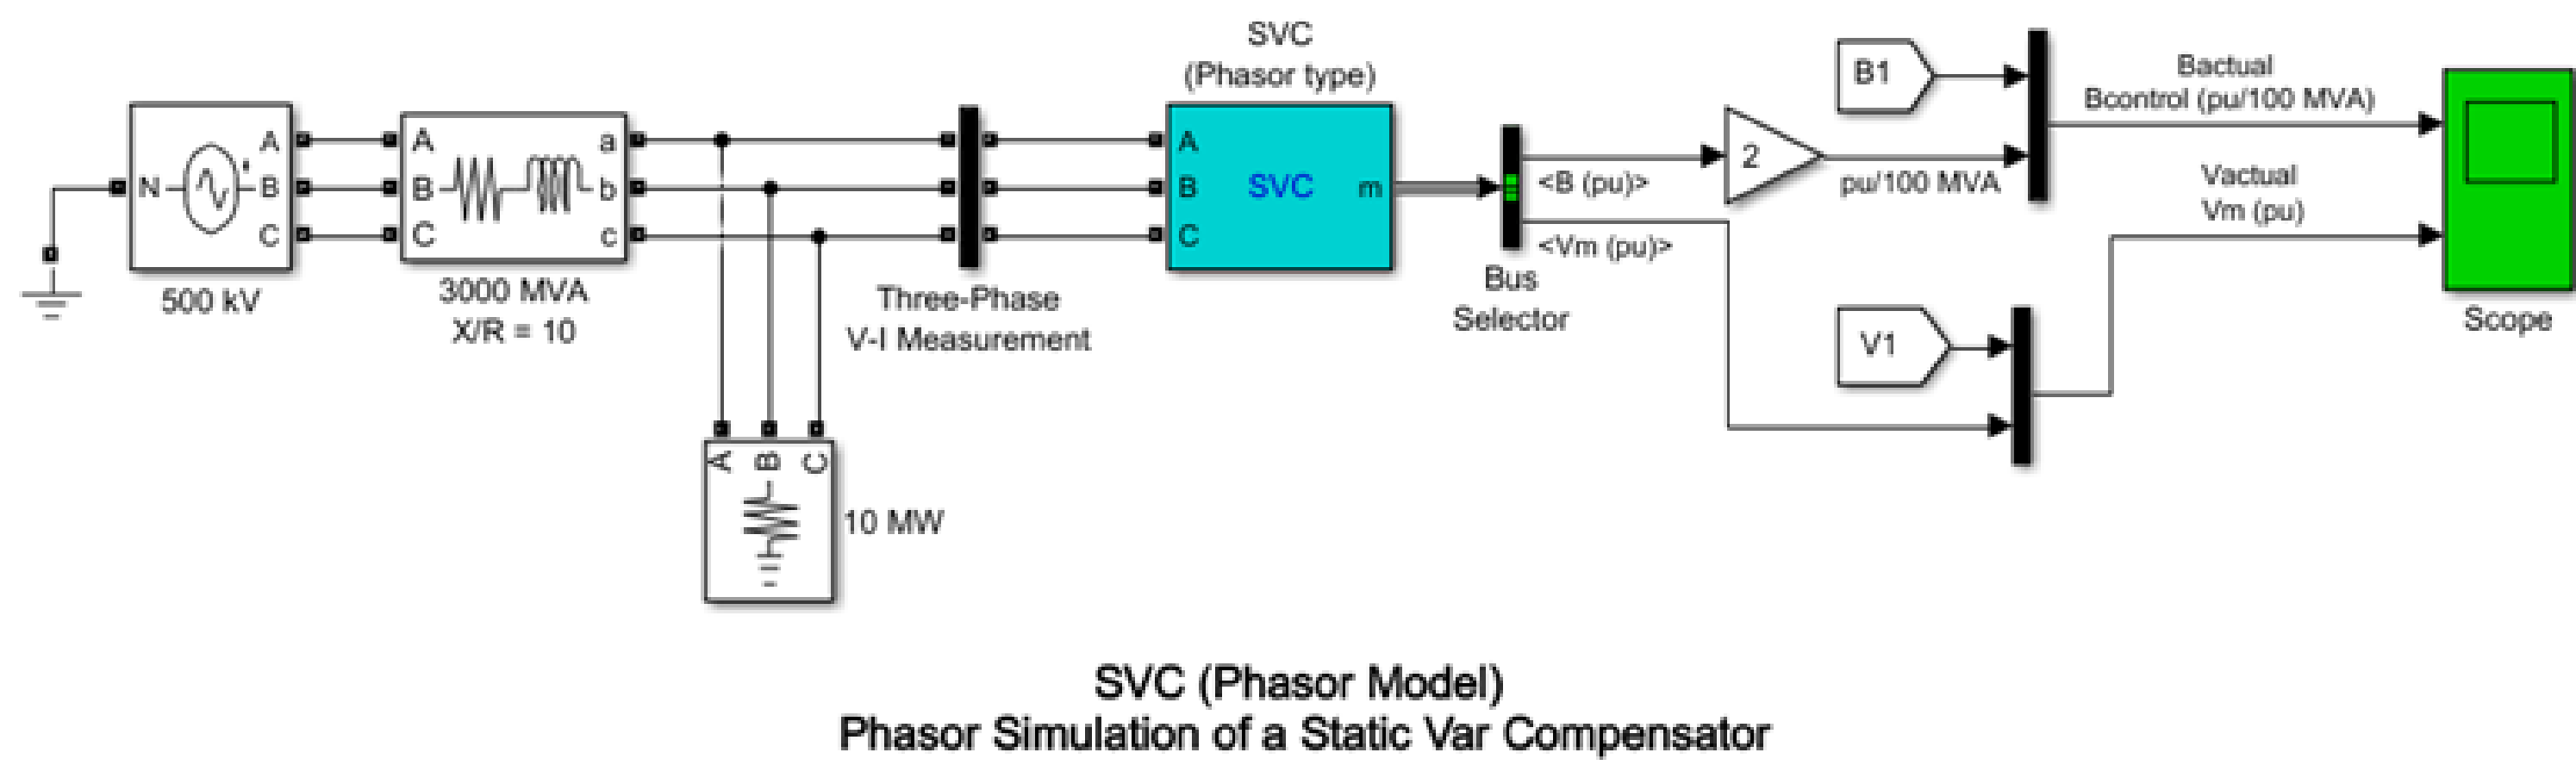 SVC
(Phasor type)
N
A
B
C
500 kV
A
B
C
a
b
c
3000 MVA
X/R = 10
Three-Phase
V-I Measurement
A
B
C
10 MW
A
B
C
SVC
m
<B (pu)>
<Vm (pu)>
Bus
Selector
2
pu/100 MVA
B1
V1
Bactual
Bcontrol (pu/100 MVA)
Vactual
Vm (pu)
Scope
SVC (Phasor Model)
Phasor Simulation of a Static Var Compensator